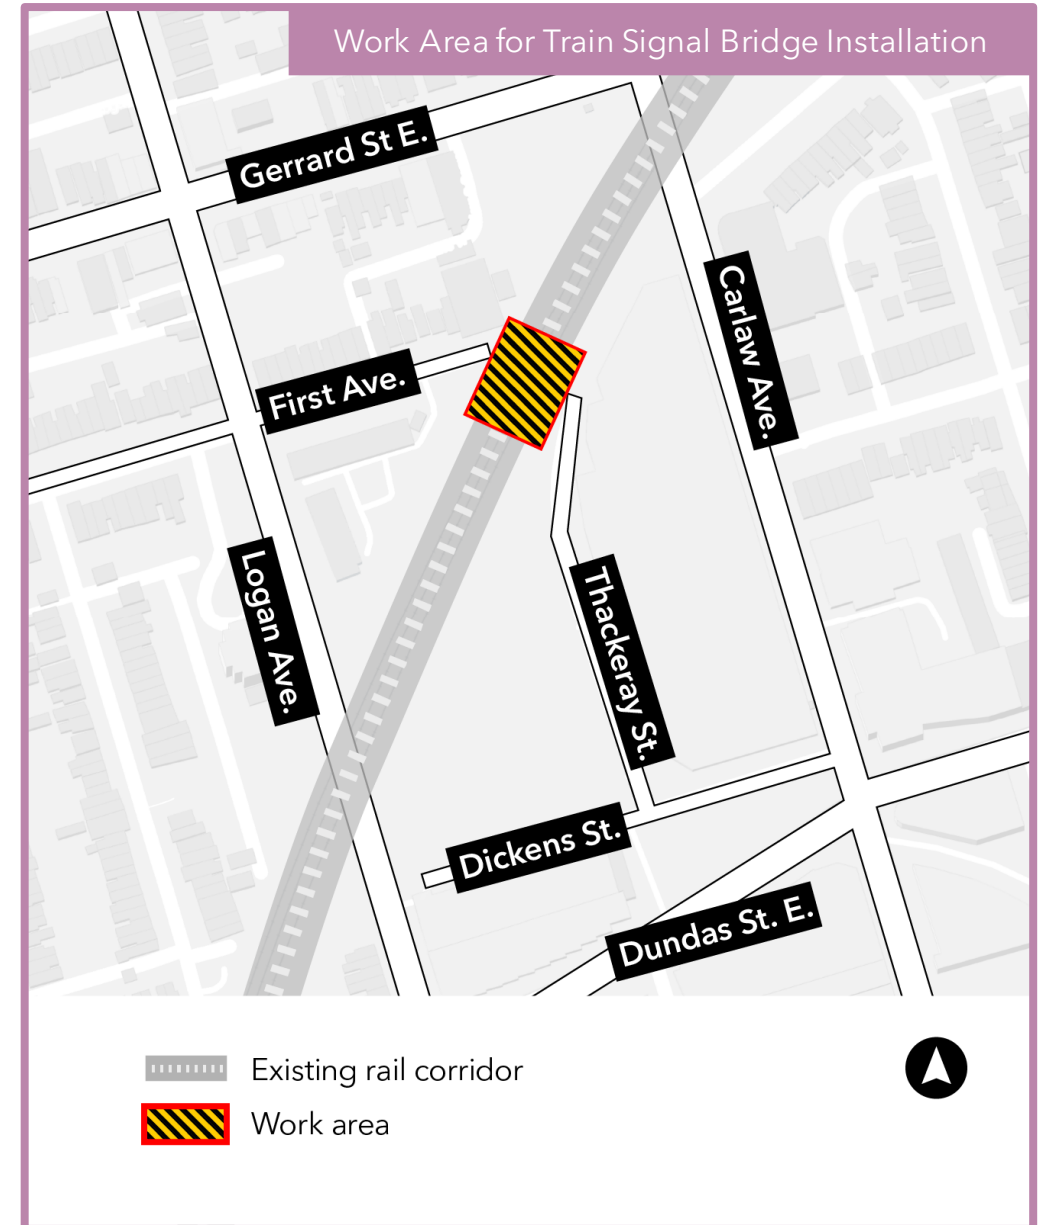 Work Area for Train Signal Bridge Installation
Gerrard St E.
Carlaw Ave.
First Ave.
Logan Ave.
Thackeray St.
Dickens St.
Dundas St. E.
Existing rail corridor
Work area